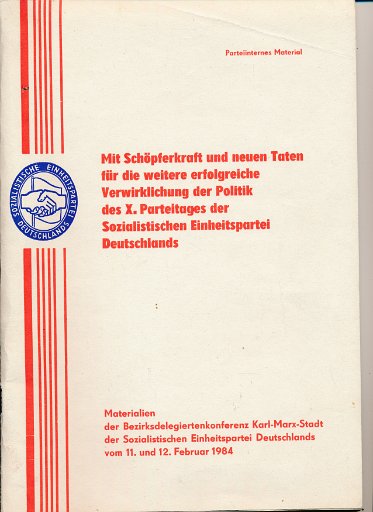 Parteiinternes Material
SOZIALISTISCHE EINHEITSPARTEI
DEUTSCHLANDS
Mit Schöpferkraft und neuen Taten
für die weitere erfolgreiche
Verwirklichung der Politik
des X. Parteitages der
Sozialistischen Einheitspartei
Deutschlands
Materialien
der Bezirksdelegiertenkonferenz Karl-Marx-Stadt
der Sozialistischen Einheitspartei Deutschlands
vom 11. und 12. Februar 1984